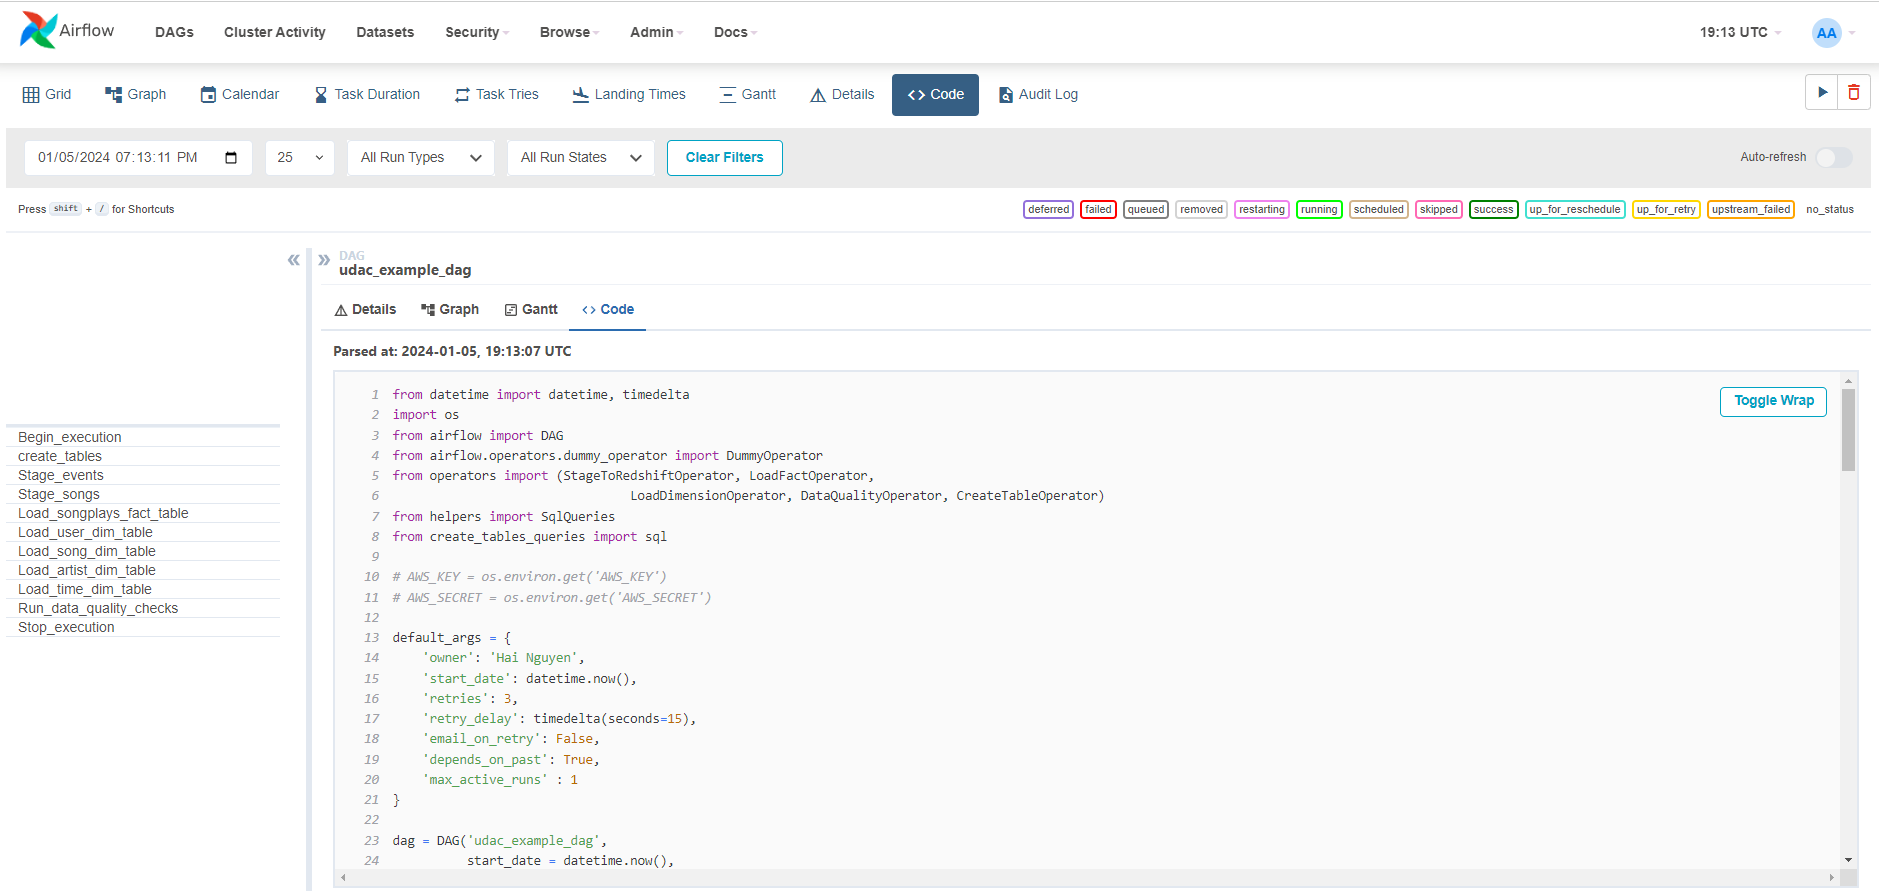 Airflow DAGs Cluster Activity Datasets Security Browse Admin Docs 19:13 UTC AA
Grid Graph Calendar Task Duration Task Tries Landing Times Gantt Details Code Audit Log
01/05/2024 07:13:11 PM 25 All Run Types All Run States Clear Filters Auto-refresh
Press shift + / for Shortcuts deferred failed queued removed restarting running scheduled skipped success up_for_reschedule up_for_retry upstream_failed no_status
Begin_execution
create_tables
Stage_events
Stage_songs
Load_songplays_fact_table
Load_user_dim_table
Load_song_dim_table
Load_artist_dim_table
Load_time_dim_table
Run_data_quality_checks
Stop_execution
DAG
udac_example_dag
Details Graph Gantt Code
Parsed at: 2024-01-05, 19:13:07 UTC
Toggle Wrap
1 from datetime import datetime, timedelta
2 import os
3 from airflow import DAG
4 from airflow.operators.dummy_operator import DummyOperator
5 from operators import (StageToRedshiftOperator, LoadFactOperator,
6 LoadDimensionOperator, DataQualityOperator, CreateTableOperator)
7 from helpers import SqlQueries
8 from create_tables_queries import sql
9
10 # AWS_KEY = os.environ.get('AWS_KEY')
11 # AWS_SECRET = os.environ.get('AWS_SECRET')
12
13 default_args = {
14 'owner': 'Hai Nguyen',
15 'start_date': datetime.now(),
16 'retries': 3,
17 'retry_delay': timedelta(seconds=15),
18 'email_on_retry': False,
19 'depends_on_past': True,
20 'max_active_runs' : 1
21 }
22
23 dag = DAG('udac_example_dag',
24 start_date = datetime.now(),